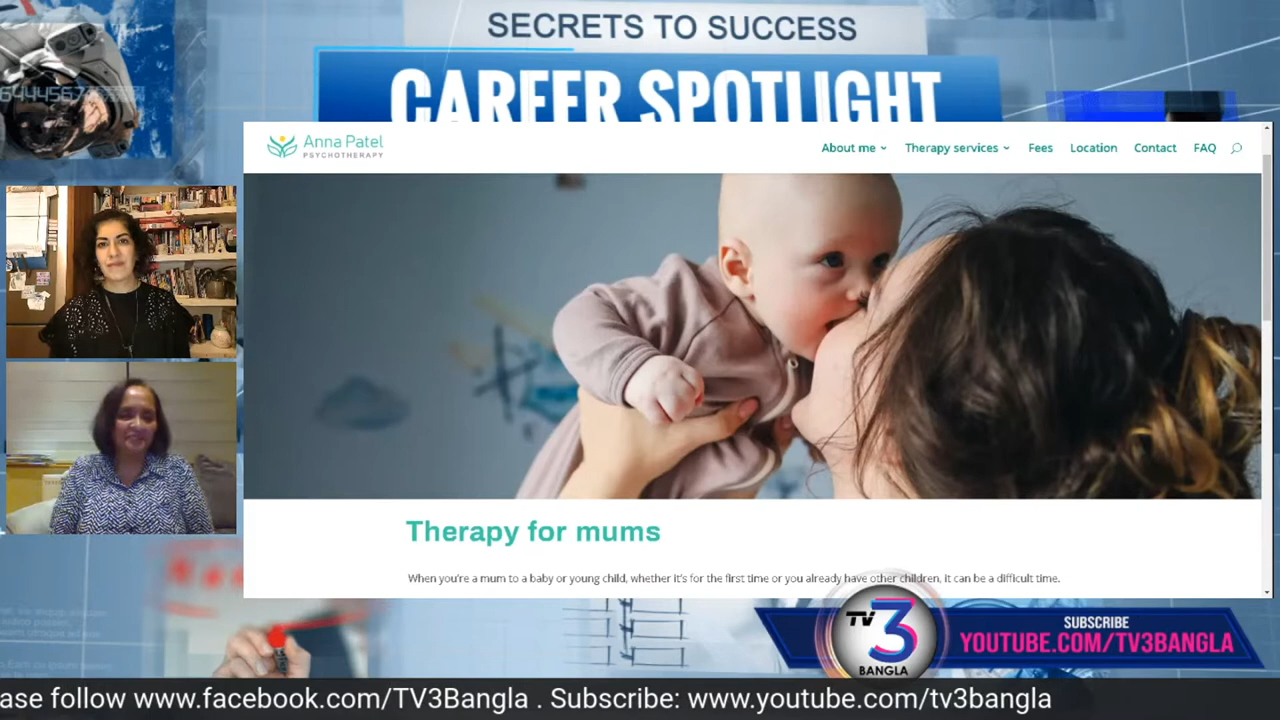 SECRETS TO SUCCESS
CAREER SPOTLIGHT
6444567
Anna Patel
PSYCHOTHERAPY
About me
Therapy services
Fees
Location
Contact
FAQ
Therapy for mums
When you're a mum to a baby or young child, whether it's for the first time or you already have other children, it can be a difficult time.
TV3
BANGLA
SUBSCRIBE
YOUTUBE.COM/TV3BANGLA
ase follow www.facebook.com/TV3Bangla . Subscribe: www.youtube.com/tv3bangla